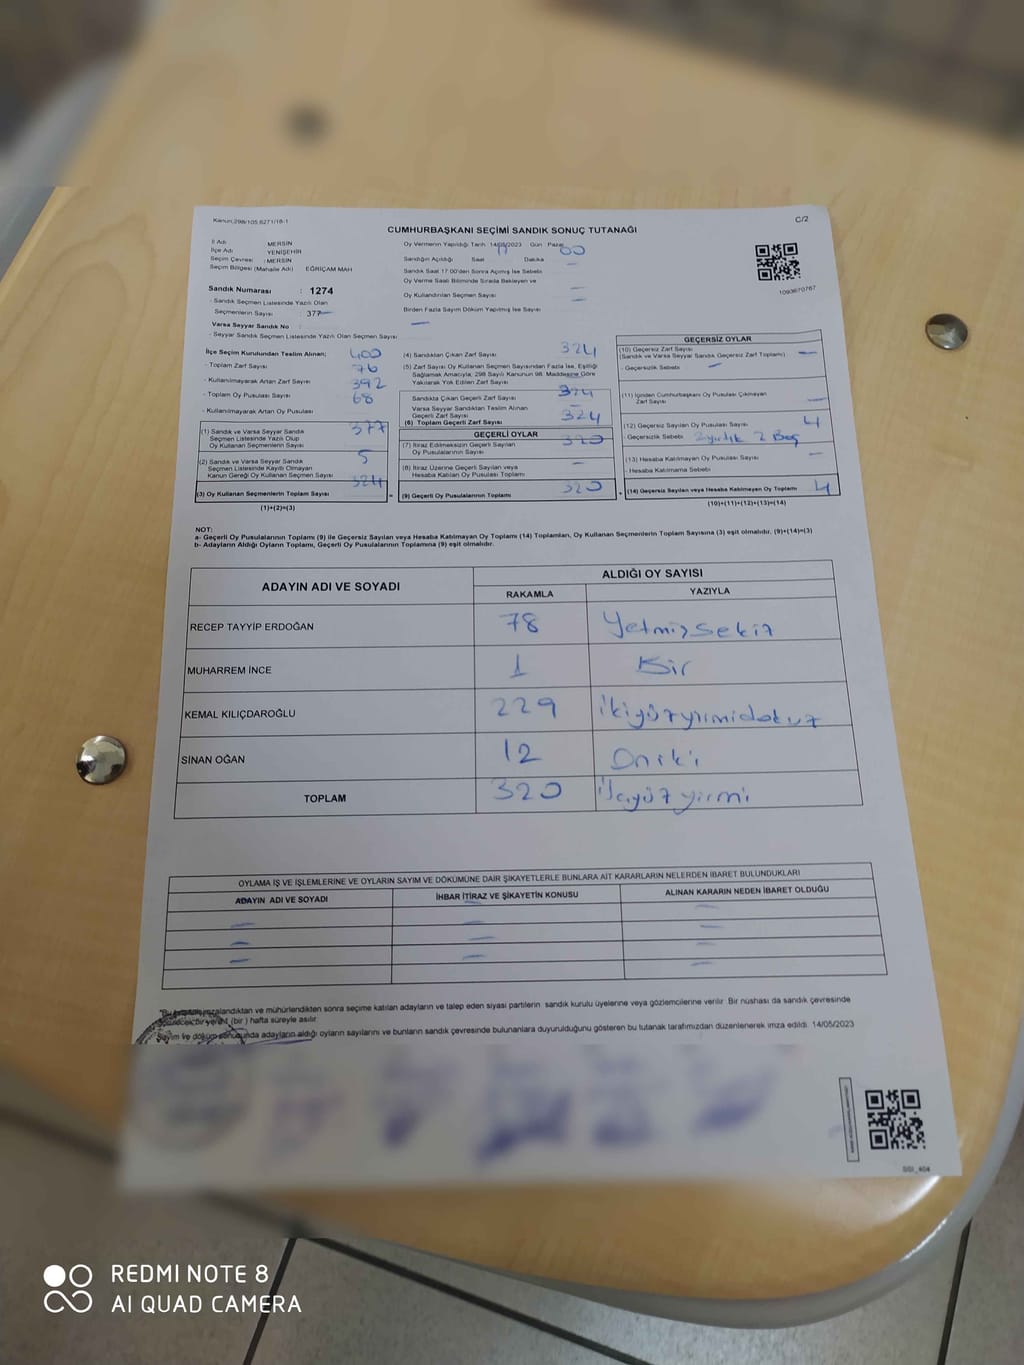 Kanun;298/105 6271/18-1
C/2
CUMHURBAŞKANI SEÇİMİ SANDIK SONUÇ TUTANAĞI
İl Adı : MERSİN
İlçe Adı : YENİŞEHİR
Seçim Çevresi : MERSİN
Seçim Bölgesi (Mahalle Adı) EĞRİÇAM MAH
Sandık Numarası : 1274
- Sandık Seçmen Listesinde Yazılı Olan
Seçmenlerin Sayısı : 377
Varsa Seyyar Sandık No
- Seyyar Sandık Seçmen Listesinde Yazılı Olan Seçmen Sayısı
Oy Vermenin Yapıldığı Tarih: 14/05/2023 Gün : Pazar
Sandığın Açıldığı Saat 17 Dakika 00
Sandık Saat 17:00'den Sonra Açılmış İse Sebebi
Oy Verme Saati Bitiminde Sırada Bekleyen ve
Oy Kullandırılan Seçmen Sayısı
Birden Fazla Sayım Döküm Yapılmış İse Sayısı
1093670767
İlçe Seçim Kurulundan Teslim Alınan;
- Toplam Zarf Sayısı 400
- Kullanılmayarak Artan Zarf Sayısı 76
- Toplam Oy Pusulası Sayısı 392
- Kullanılmayarak Artan Oy Pusulası 68
(1) Sandık ve Varsa Seyyar Sandık
Seçmen Listesinde Yazılı Olup
Oy Kullanan Seçmenlerin Sayısı 377
(2) Sandık ve Varsa Seyyar Sandık
Seçmen Listesinde Kayıtlı Olmayan
Kanun Gereği Oy Kullanan Seçmen Sayısı 5
(3) Oy Kullanan Seçmenlerin Toplam Sayısı 324
(1)+(2)=(3)
(4) Sandıktan Çıkan Zarf Sayısı 324
(5) Zarf Sayısı Oy Kullanan Seçmen Sayısından Fazla İse, Eşitliği
Sağlamak Amacıyla, 298 Sayılı Kanunun 98. Maddesine Göre
Yakılarak Yok Edilen Zarf Sayısı
Sandıkta Çıkan Geçerli Zarf Sayısı 324
Varsa Seyyar Sandıktan Teslim Alınan
Geçerli Zarf Sayısı
(6) Toplam Geçerli Zarf Sayısı 324
GEÇERLİ OYLAR
(7) İtiraz Edilmeksizin Geçerli Sayılan
Oy Pusulası Sayısı 320
(8) İtiraz Üzerine Geçerli Sayılan veya
Hesaba Katılan Oy Pusulası Toplamı
(9) Geçerli Oy Pusulalarının Toplamı 320
GEÇERSİZ OYLAR
(10) Geçersiz Zarf Sayısı
(Sandık ve Varsa Seyyar Sandık Geçersiz Zarf Toplamı)
- Geçersizlik Sebebi:
(11) İçinden Cumhurbaşkanı Oy Pusulası Çıkmayan
Zarf Sayısı
(12) Geçersiz Sayılan Oy Pusulası Sayısı 4
- Geçersizlik Sebebi 2 yırtık 2 Boş
(13) Hesaba Katılmayan Oy Pusulası Sayısı
- Hesaba Katılmama Sebebi
(14) Geçersiz Sayılan veya Hesaba Katılmayan Oy Toplamı 4
(10)+(11)+(12)+(13)=(14)
NOT:
a- Geçerli Oy Pusulalarının Toplamı (9) ile Geçersiz Sayılan veya Hesaba Katılmayan Oy Toplamı (14) Toplamları, Oy Kullanan Seçmenlerin Toplam Sayısına (3) eşit olmalıdır. (9)+(14)=(3)
b- Adayların Aldığı Oyların Toplamı, Geçerli Oy Pusulalarının Toplamına (9) eşit olmalıdır.
ADAYIN ADI VE SOYADI ALDIĞI OY SAYISI
RAKAMLA YAZIYLA
RECEP TAYYİP ERDOĞAN 78 Yetmişsekiz
MUHARREM İNCE 1 Bir
KEMAL KILIÇDAROĞLU 229 ikiyüzyirmidokuz
SİNAN OĞAN 12 Oniki
TOPLAM 320 üçyüz yirmi
OYLAMA İŞ VE İŞLEMLERİNE VE OYLARIN SAYIM VE DÖKÜMÜNE DAİR ŞİKAYETLERLE BUNLARA AİT KARARLARIN NELERDEN İBARET BULUNDUKLARI
ADAYIN ADI VE SOYADI İHBAR İTİRAZ VE ŞİKAYETİN KONUSU ALINAN KARARIN NEDEN İBARET OLDUĞU
"Bu tutanak imzalandıktan ve mühürlendikten sonra seçime katılan adayların ve talep eden siyasi partilerin sandık kurulu üyelerine veya gözlemcilerine verilir. Bir nüshası da sandık çevresinde
görünecek bir yere 1 (bir) hafta süreyle asılır.
Sayım ve döküm sonucunda adayların aldığı oyların sayılarını ve bunların sandık çevresinde bulunanlara duyurulduğunu gösteren bu tutanak tarafımızdan düzenlenerek imza edildi. 14/05/2023
REDMI NOTE 8
AI QUAD CAMERA